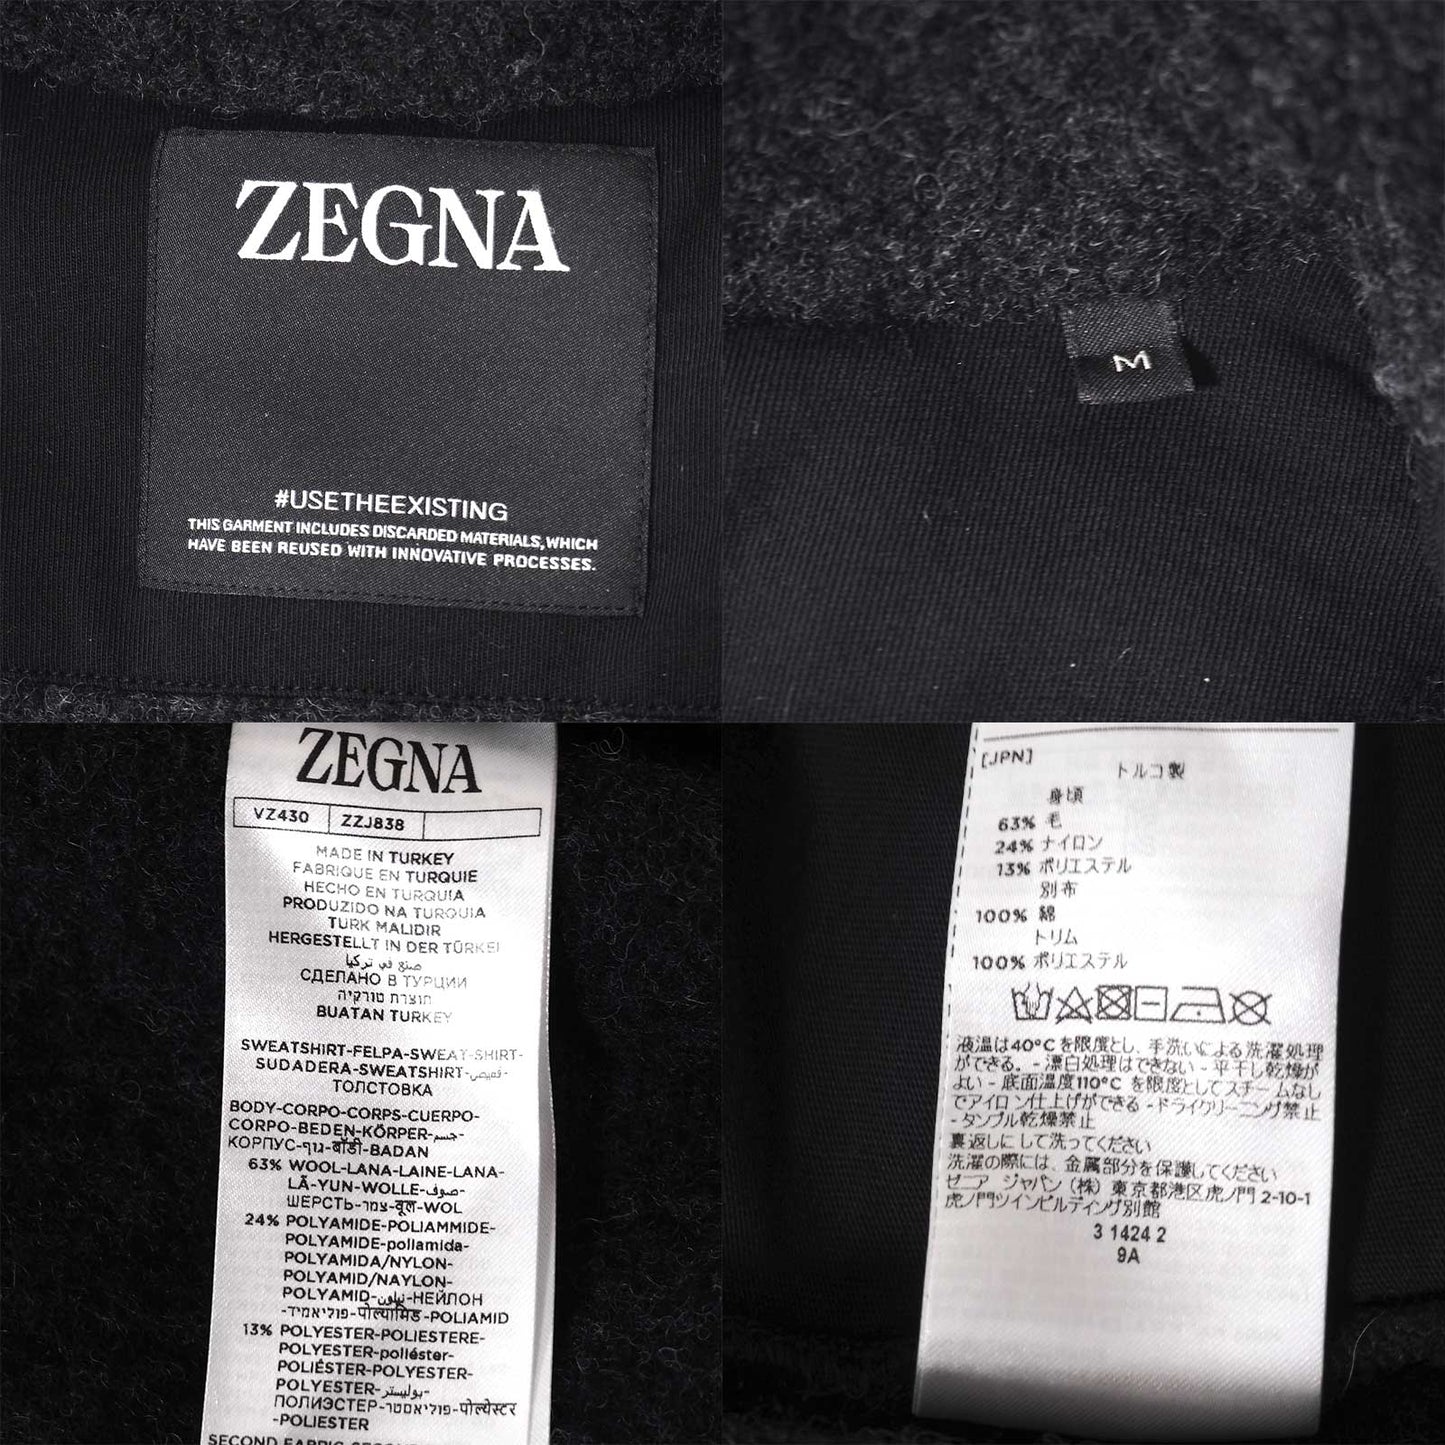 ZEGNA
#USETHEEXISTING
THIS GARMENT INCLUDES DISCARDED MATERIALS, WHICH
HAVE BEEN REUSED WITH INNOVATIVE PROCESSES.
M
ZEGNA
VZ430 ZZJ838
MADE IN TURKEY
FABRIQUE EN TURQUIE
HECHO EN TURQUIA
PRODUZIDO NA TURQUIA
TURK MALIDIR
HERGESTELLT IN DER TÜRKEI
صنع في تركيا
СДЕЛАНО В ТУРЦИИ
תוצרת טורקיה
BUATAN TURKEY
SWEATSHIRT-FELPA-SWEAT-SHIRT-
SUDADERA-SWEATSHIRT-قميص-
ТОЛСТОВКА
BODY-CORPO-CORPS-CUERPO-
CORPO-BEDEN-KÖRPER-جسم-
КОРПУС-גוף-बॉडी-BADAN
63% WOOL-LANA-LAINE-LANA-
LÃ-YUN-WOLLE-صوف-
ШЕРСТЬ-צמר-वूल-WOL
24% POLYAMIDE-POLIAMMIDE-
POLYAMIDE-poliamida-
POLYAMIDA/NYLON-
POLYAMID/NAYLON-
POLYAMID-نيلون-НЕЙЛОН
-פוליאמיד-पोल्यामिड-POLIAMID
13% POLYESTER-POLIESTERE-
POLYESTER-poliéster-
POLIÉSTER-POLYESTER-
POLYESTER-بوليستر-
ПОЛИЭСТЕР-פוליאסטר-पोल्येस्टर
-POLIESTER
SECOND FABRIC
[JPN]
トルコ製
身頃
63% 毛
24% ナイロン
13% ポリエステル
別布
100% 綿
トリム
100% ポリエステル
液温は40°Cを限度とし、手洗いによる洗濯処理
ができる。- 漂白処理はできない - 平干し乾燥が
よい - 底面温度110°Cを限度としてスチームなし
でアイロン仕上げができる -ドライクリーニング禁止
- タンブル乾燥禁止
裏返しにして洗ってください
洗濯の際には、金属部分を保護してください
ゼニア ジャパン (株) 東京都港区虎ノ門 2-10-1
虎ノ門ツインビルディング別館
3 1424 2
9A